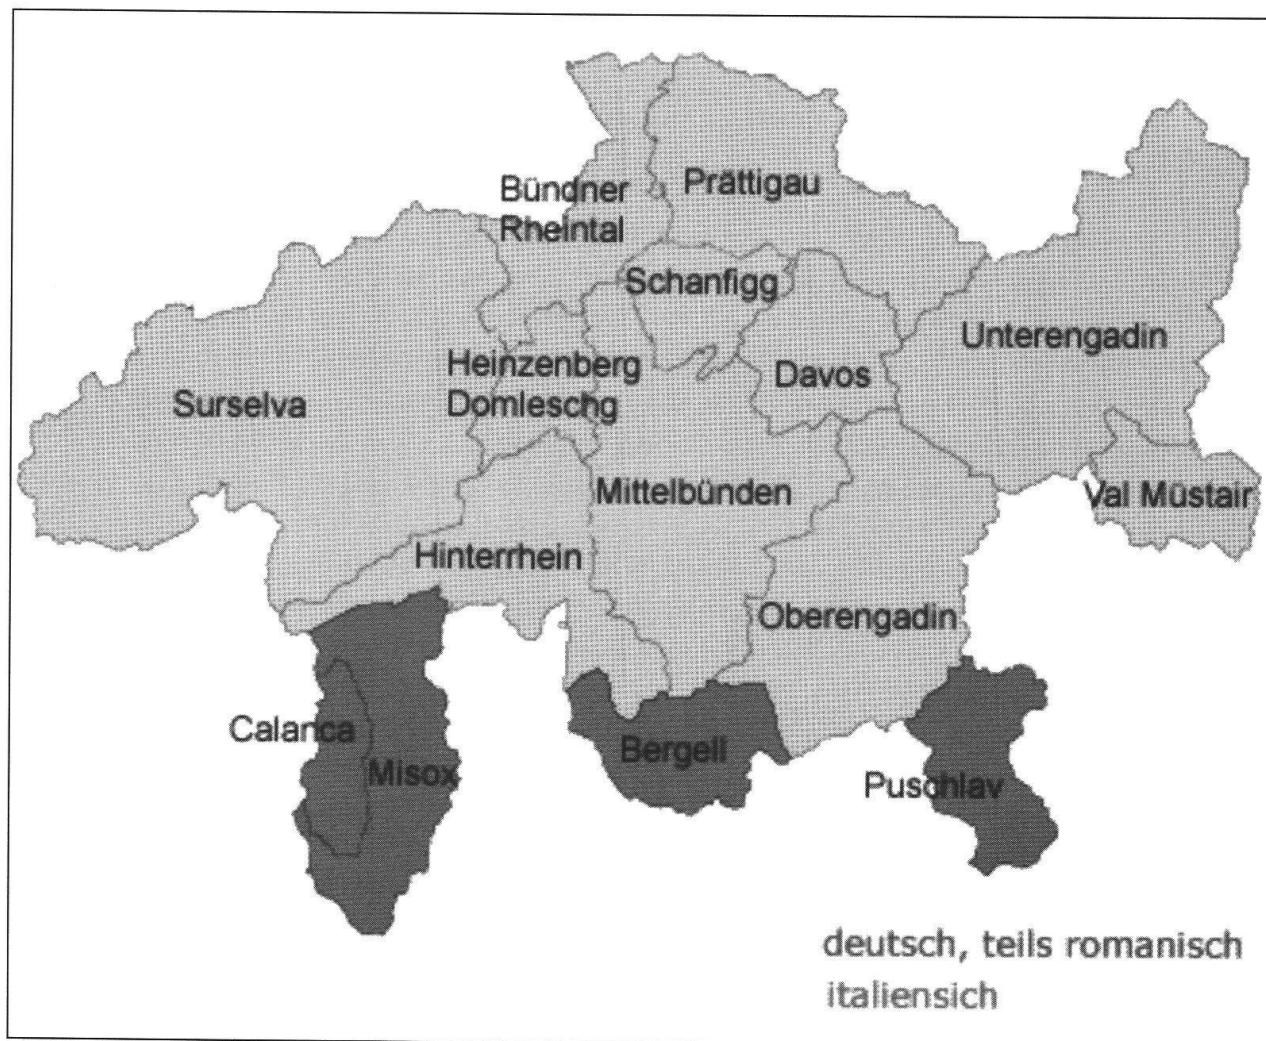 Bündner
Rheintal
Prättigau
Schanfigg
Unterengadin
Heinzenberg
Domleschg
Davos
Surselva
Mittelbünden
Val Müstair
Hinterrhein
Oberengadin
Calanca
Misox
Bergell
Puschlav
deutsch, teils romanisch
italiensich